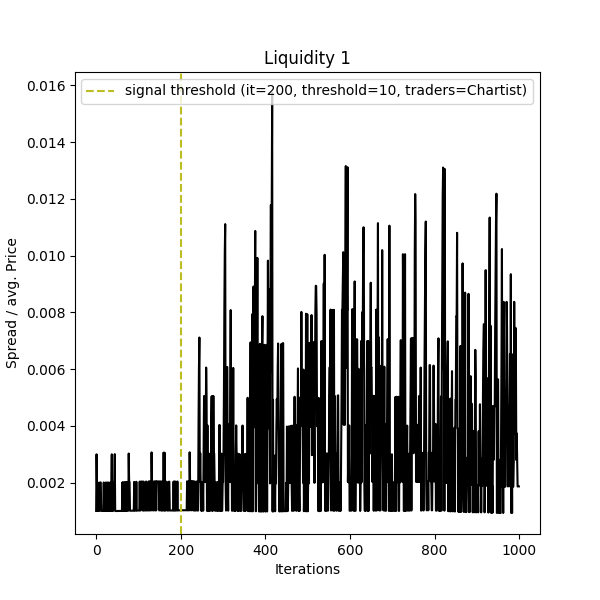 Liquidity 1
signal threshold (it=200, threshold=10, traders=Chartist)
Spread / avg. Price
0.016
0.014
0.012
0.010
0.008
0.006
0.004
0.002
0 200 400 600 800 1000
Iterations